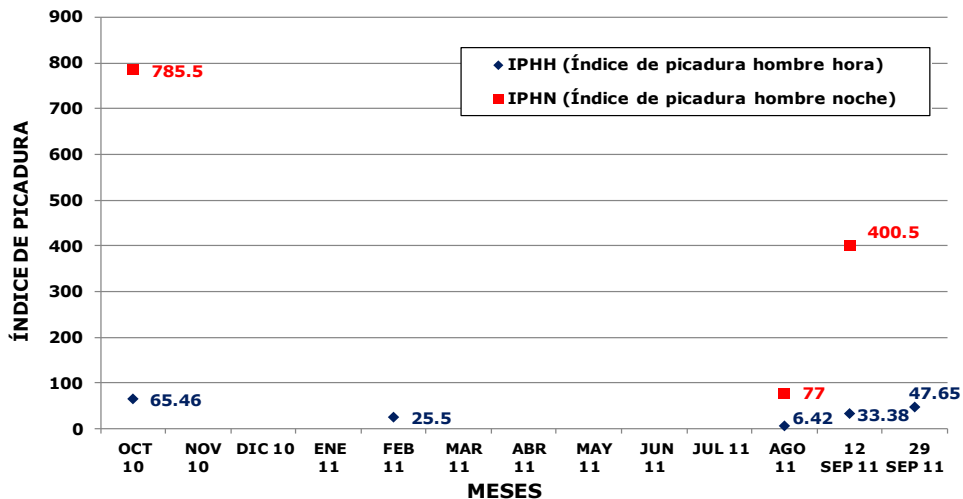 900
800
700
600
500
400
300
200
100
0
ÍNDICE DE PICADURA
IPHH (Índice de picadura hombre hora)
IPHN (Índice de picadura hombre noche)
785.5
400.5
77
65.46
25.5
6.42
33.38
47.65
OCT 10
NOV 10
DIC 10
ENE 11
FEB 11
MAR 11
ABR 11
MAY 11
JUN 11
JUL 11
AGO 11
12 SEP 11
29 SEP 11
MESES